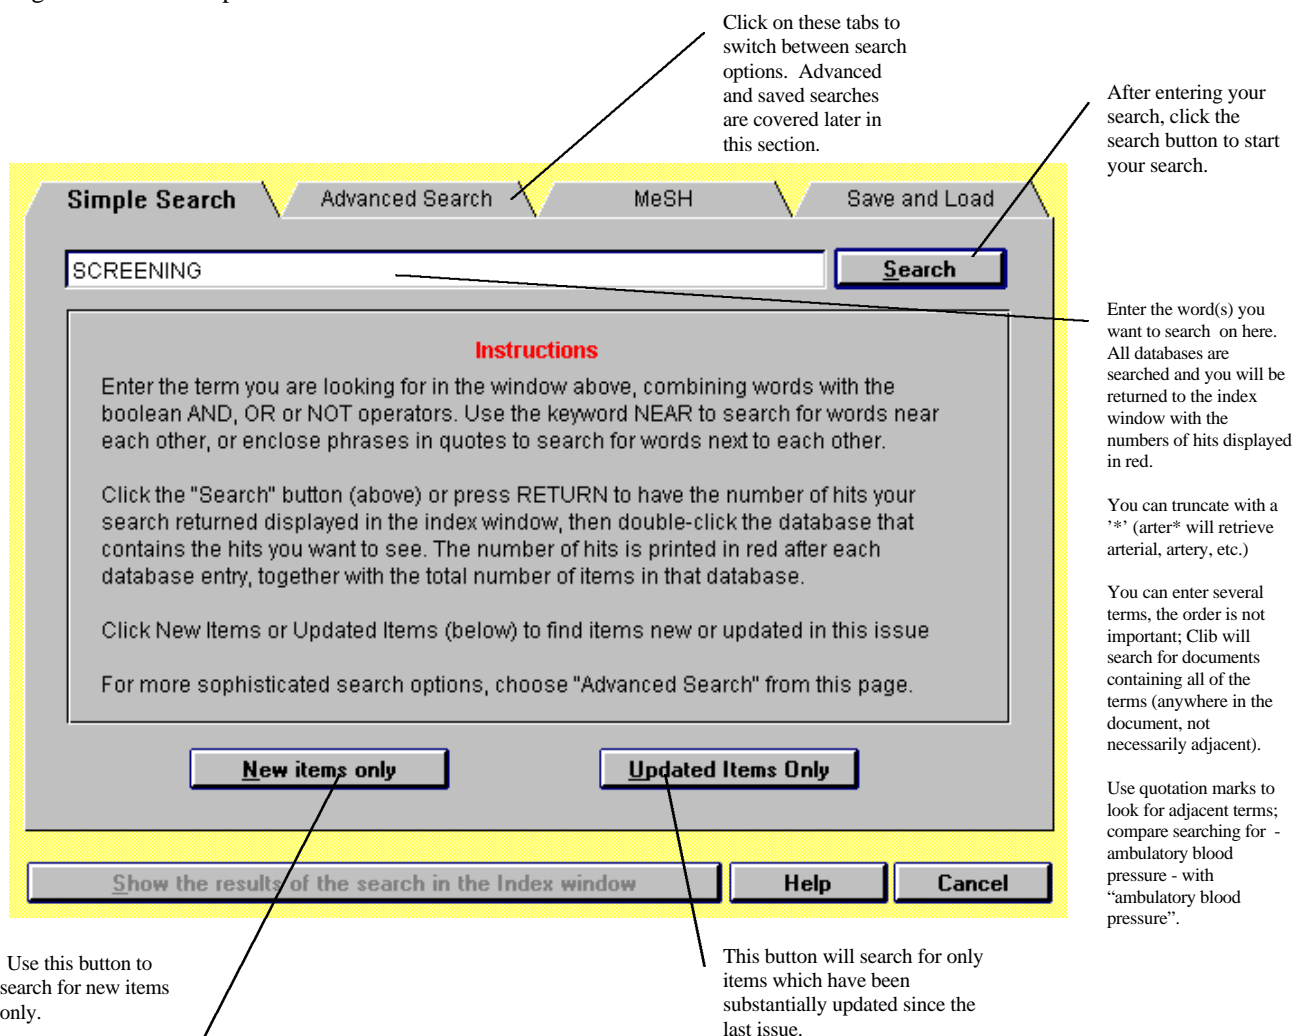 Click on these tabs to
switch between search
options.  Advanced
and saved searches
are covered later in
this section.
After entering your
search, click the
search button to start
your search.
Simple Search
Advanced Search
MeSH
Save and Load
SCREENING
Search
Instructions
Enter the term you are looking for in the window above, combining words with the
boolean AND, OR or NOT operators. Use the keyword NEAR to search for words near
each other, or enclose phrases in quotes to search for words next to each other.
Click the "Search" button (above) or press RETURN to have the number of hits your
search returned displayed in the index window, then double-click the database that
contains the hits you want to see. The number of hits is printed in red after each
database entry, together with the total number of items in that database.
Click New Items or Updated Items (below) to find items new or updated in this issue
For more sophisticated search options, choose "Advanced Search" from this page.
New items only
Updated Items Only
Show the results of the search in the Index window
Help
Cancel
Enter the word(s) you
want to search  on here.
All databases are
searched and you will be
returned to the index
window with the
numbers of hits displayed
in red.
You can truncate with a
’*’ (arter* will retrieve
arterial, artery, etc.)
You can enter several
terms, the order is not
important; Clib will
search for documents
containing all of the
terms (anywhere in the
document, not
necessarily adjacent).
Use quotation marks to
look for adjacent terms;
compare searching for  -
ambulatory blood
pressure - with
“ambulatory blood
pressure”.
Use this button to
search for new items
only.
This button will search for only
items which have been
substantially updated since the
last issue.